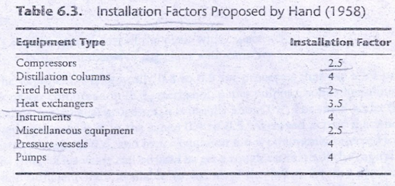 Table 6.3. Installation Factors Proposed by Hand (1958)
Equipment Type Installation Factor
Compressors 2.5
Distillation columns 4
Fired heaters 2
Heat exchangers 3.5
Instruments 4
Miscellaneous equipment 2.5
Pressure vessels 4
Pumps 4